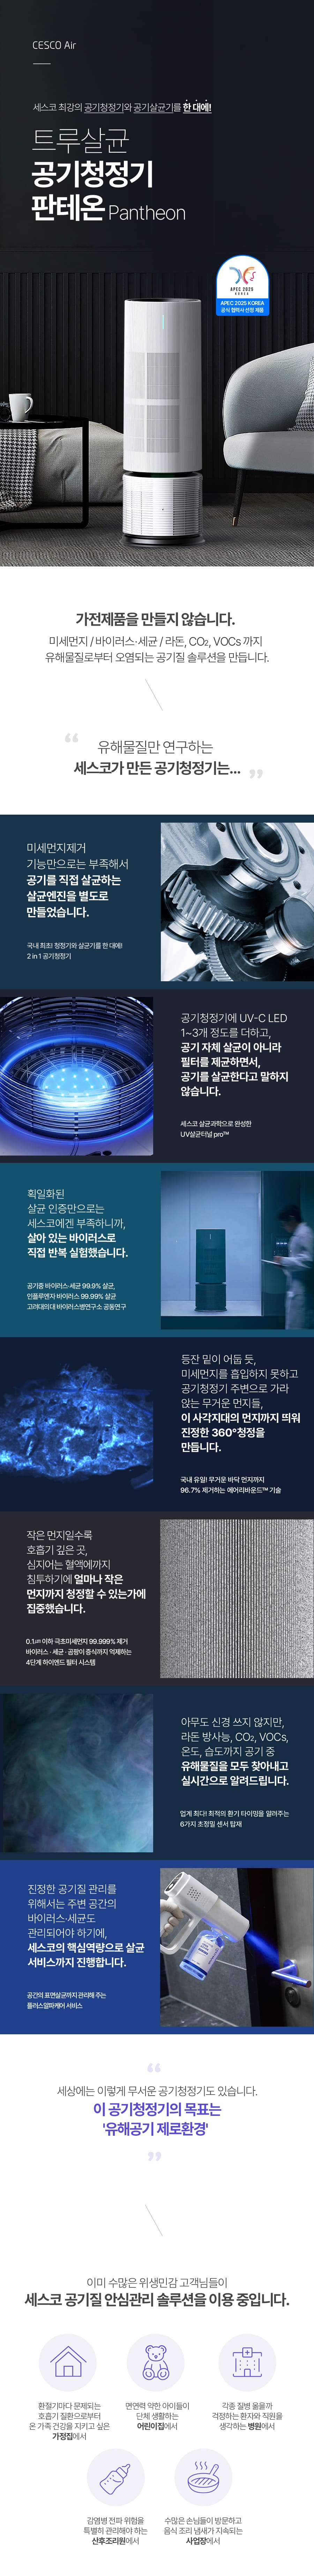 CESCO Air
세스코 최강의 공기청정기와 공기살균기를 한 대에!
트루살균
공기청정기
판테온 Pantheon
APEC 2025
KOREA
APEC 2025 KOREA
공식 협력사 선정 제품
가전제품을 만들지 않습니다.
미세먼지 / 바이러스·세균 / 라돈, CO₂, VOCs 까지
유해물질로부터 오염되는 공기질 솔루션을 만듭니다.
“ 유해물질만 연구하는
세스코가 만든 공기청정기는... ”
미세먼지제거
기능만으로는 부족해서
공기를 직접 살균하는
살균엔진을 별도로
만들었습니다.
국내 최초! 청정기와 살균기를 한 대에!
2 in 1 공기청정기
공기청정기에 UV-C LED
1~3개 정도를 더하고,
공기 자체 살균이 아니라
필터를 제균하면서,
공기를 살균한다고 말하지
않습니다.
세스코 살균과학으로 완성한
UV살균터널 pro™
획일화된
살균 인증만으로는
세스코에겐 부족하니까,
살아 있는 바이러스로
직접 반복 실험했습니다.
공기중 바이러스·세균 99.9% 살균,
인플루엔자 바이러스 99.99% 살균
고려대의대 바이러스병연구소 공동연구
등잔 밑이 어둡 듯,
미세먼지를 흡입하지 못하고
공기청정기 주변으로 가라
앉는 무거운 먼지들,
이 사각지대의 먼지까지 띄워
진정한 360°청정을
만듭니다.
국내 유일! 무거운 바닥 먼지까지
96.7% 제거하는 에어리바운드™ 기술
작은 먼지일수록
호흡기 깊은 곳,
심지어는 혈액에까지
침투하기에 얼마나 작은
먼지까지 청정할 수 있는가에
집중했습니다.
0.1㎛ 이하 극초미세먼지 99.999% 제거
바이러스 · 세균 · 곰팡이 증식까지 억제하는
4단계 하이엔드 필터 시스템
아무도 신경 쓰지 않지만,
라돈 방사능, CO₂, VOCs,
온도, 습도까지 공기 중
유해물질을 모두 찾아내고
실시간으로 알려드립니다.
업계 최다! 최적의 환기 타이밍을 알려주는
6가지 초정밀 센서 탑재
진정한 공기질 관리를
위해서는 주변 공간의
바이러스·세균도
관리되어야 하기에,
세스코의 핵심역량으로 살균
서비스까지 진행합니다.
공간의 표면살균까지 관리해 주는
플러스알파케어 서비스
“
세상에는 이렇게 무서운 공기청정기도 있습니다.
이 공기청정기의 목표는
'유해공기 제로환경'
”
이미 수많은 위생민감 고객님들이
세스코 공기질 안심관리 솔루션을 이용 중입니다.
환절기마다 문제되는
호흡기 질환으로부터
온 가족 건강을 지키고 싶은
가정집에서
면연력 약한 아이들이
단체 생활하는
어린이집에서
각종 질병 옮을까
걱정하는 환자와 직원을
생각하는 병원에서
감염병 전파 위험을
특별히 관리해야 하는
산후조리원에서
수많은 손님들이 방문하고
음식 조리 냄새가 지속되는
사업장에서